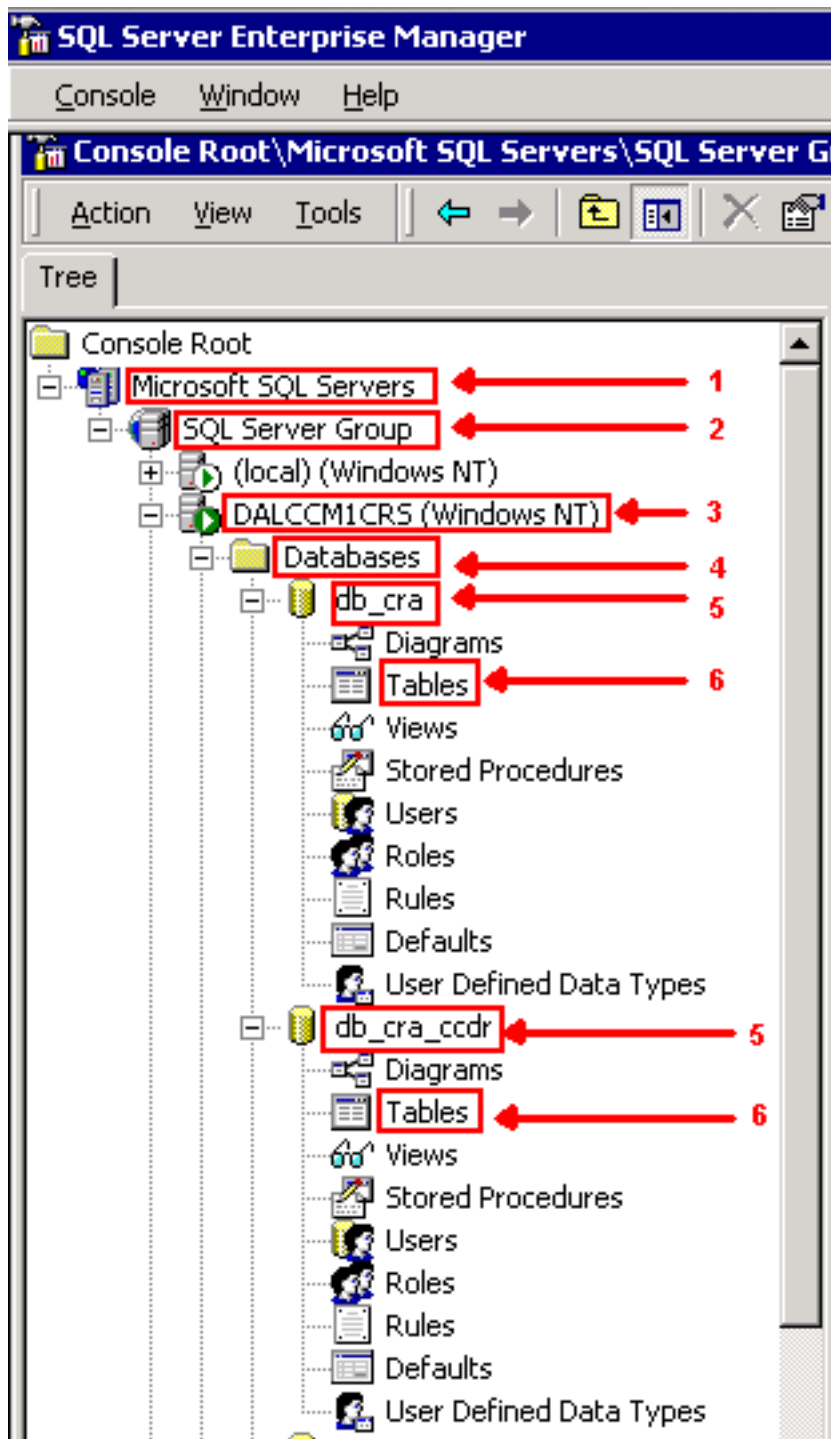 SQL Server Enterprise Manager
Console Window Help
Console Root\Microsoft SQL Servers\SQL Server G
Action View Tools
Tree
Console Root
Microsoft SQL Servers 1
SQL Server Group 2
(local) (Windows NT)
DALCCM1CRS (Windows NT) 3
Databases 4
db_cra 5
Diagrams
Tables 6
Views
Stored Procedures
Users
Roles
Rules
Defaults
User Defined Data Types
db_cra_ccdr 5
Diagrams
Tables 6
Views
Stored Procedures
Users
Roles
Rules
Defaults
User Defined Data Types